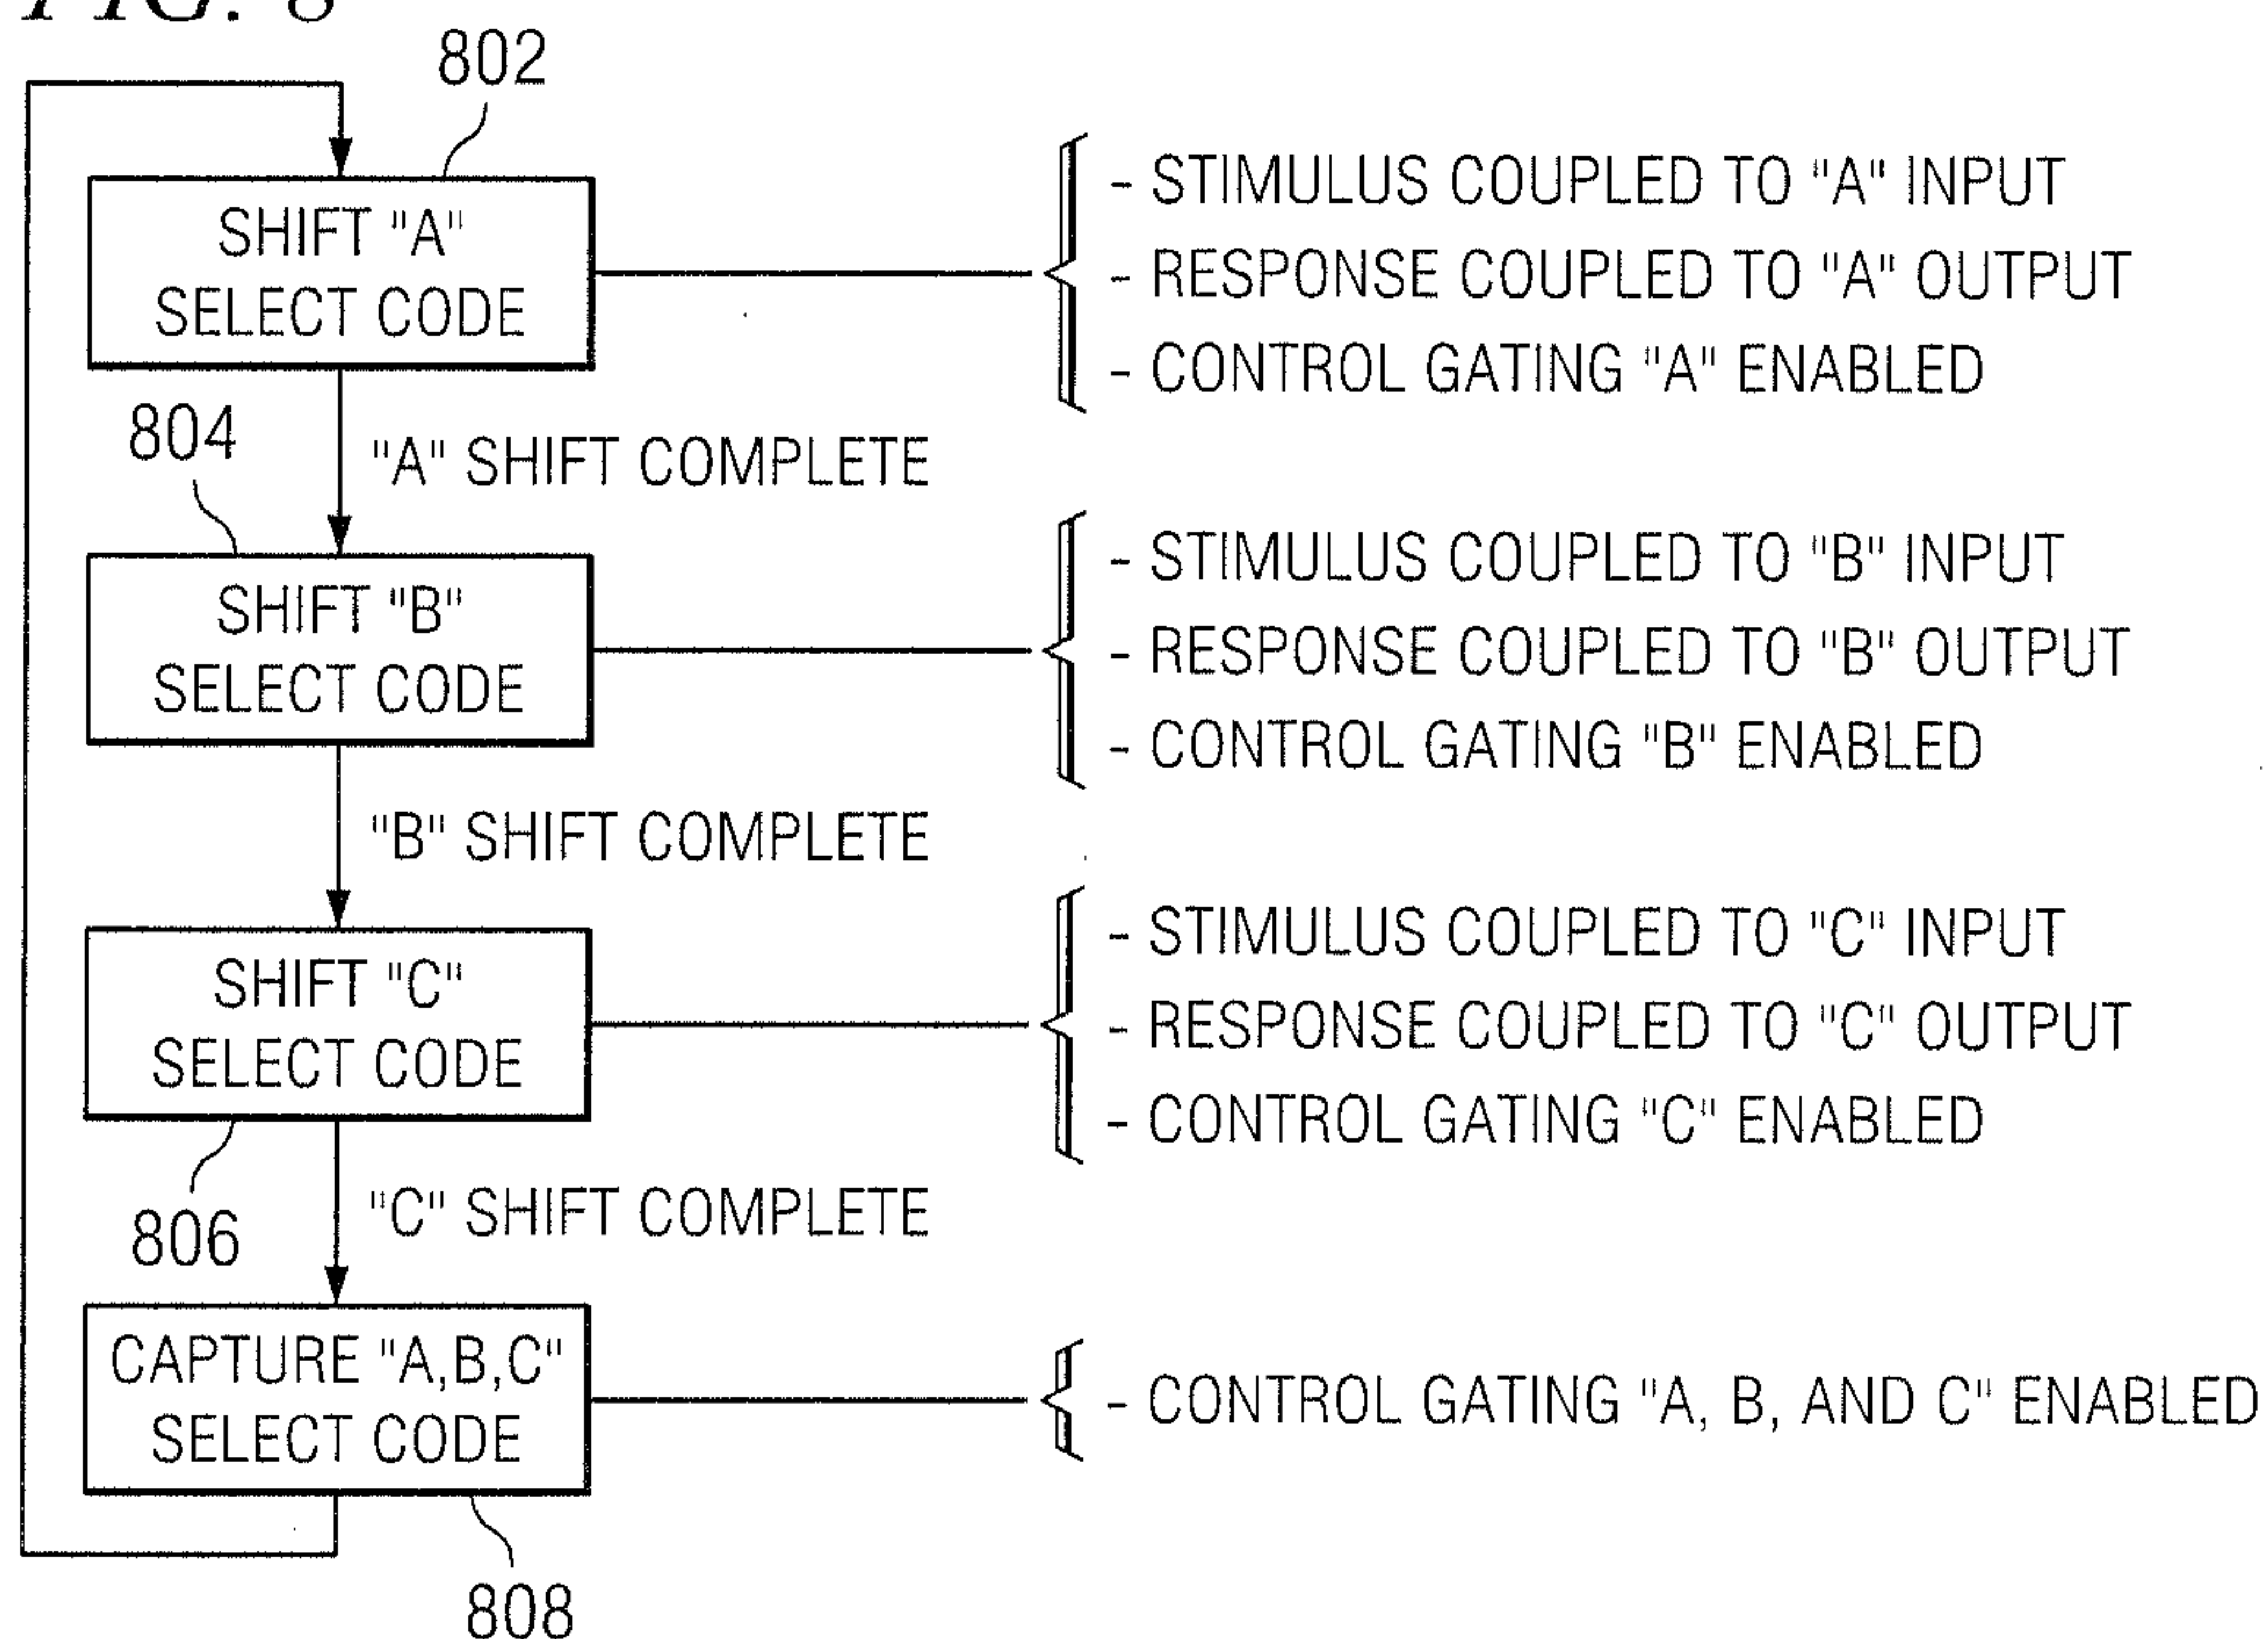 FIG. 8
802
SHIFT "A"
SELECT CODE
- STIMULUS COUPLED TO "A" INPUT
- RESPONSE COUPLED TO "A" OUTPUT
- CONTROL GATING "A" ENABLED
804
"A" SHIFT COMPLETE
SHIFT "B"
SELECT CODE
- STIMULUS COUPLED TO "B" INPUT
- RESPONSE COUPLED TO "B" OUTPUT
- CONTROL GATING "B" ENABLED
"B" SHIFT COMPLETE
SHIFT "C"
SELECT CODE
- STIMULUS COUPLED TO "C" INPUT
- RESPONSE COUPLED TO "C" OUTPUT
- CONTROL GATING "C" ENABLED
806
"C" SHIFT COMPLETE
CAPTURE "A,B,C"
SELECT CODE
- CONTROL GATING "A, B, AND C" ENABLED
808